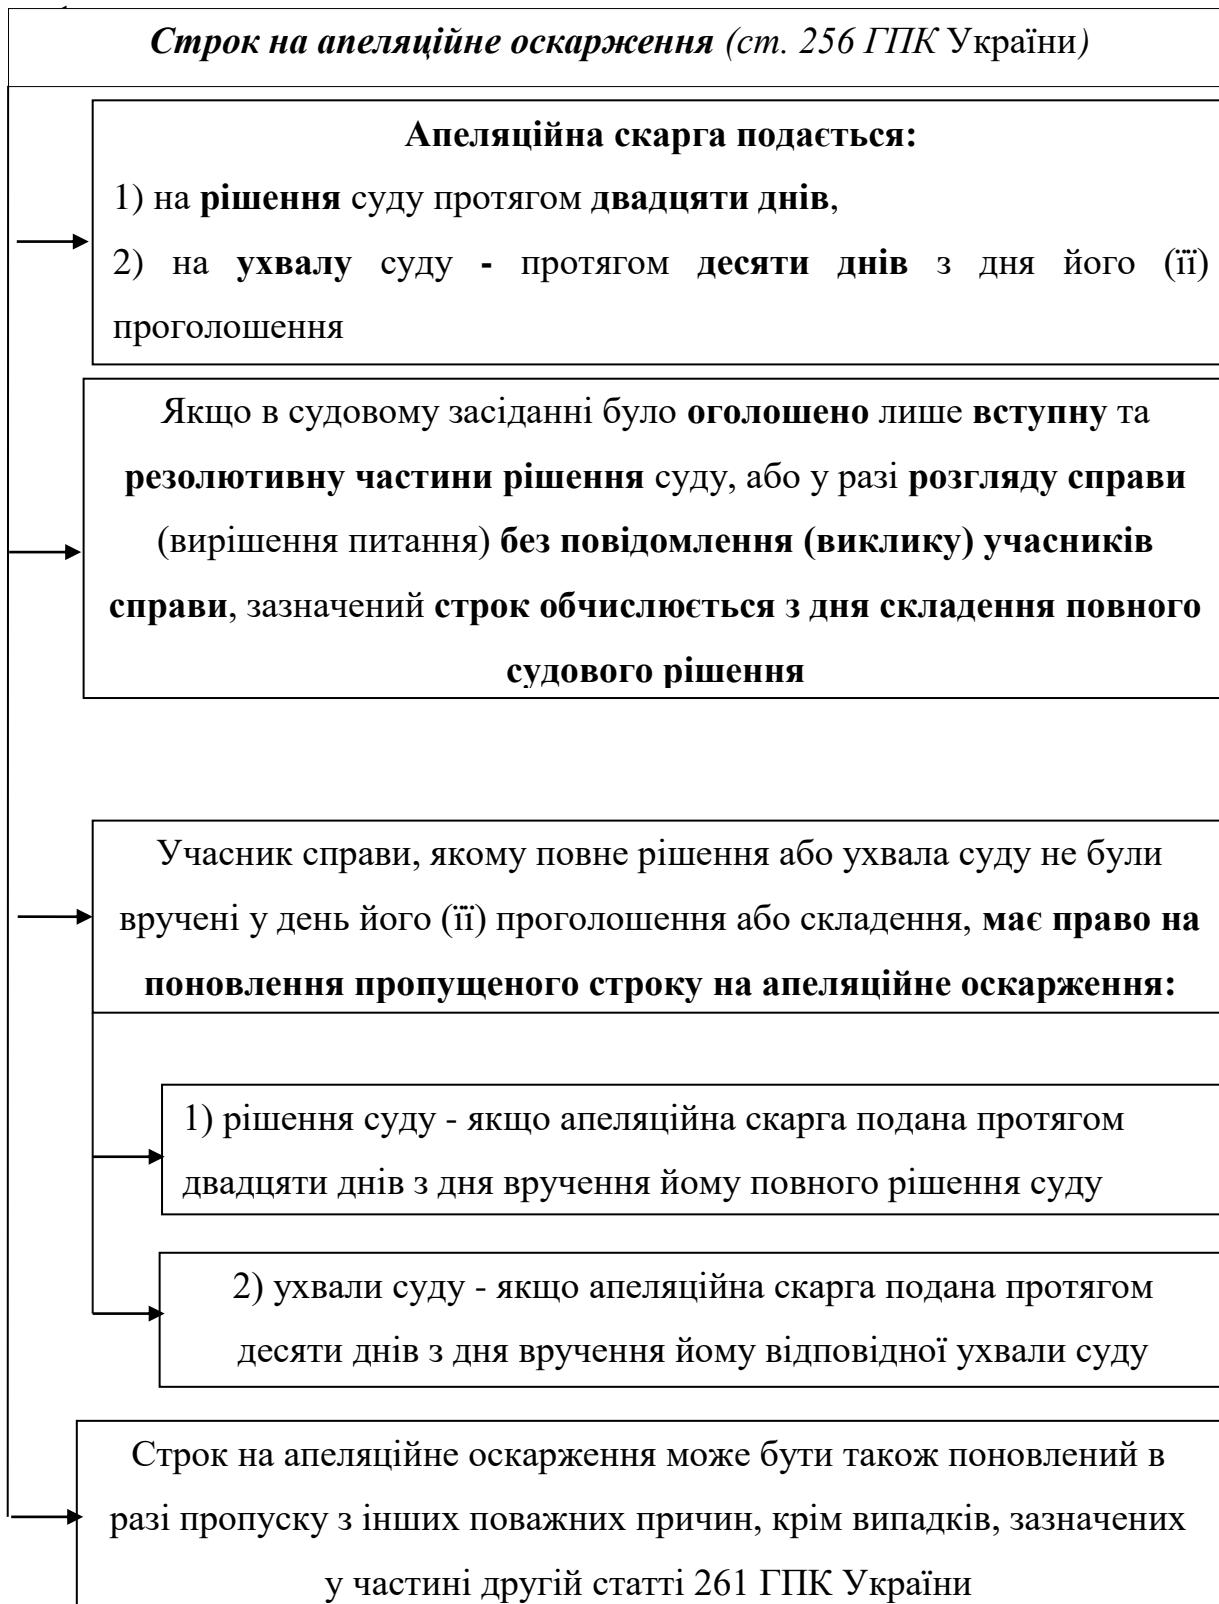 Строк на апеляційне оскарження (ст. 256 ГПК України)
Апеляційна скарга подається:
1) на рішення суду протягом двадцяти днів,
2) на ухвалу суду - протягом десяти днів з дня його (її)
проголошення
Якщо в судовому засіданні було оголошено лише вступну та
резолютивну частини рішення суду, або у разі розгляду справи
(вирішення питання) без повідомлення (виклику) учасників
справи, зазначений строк обчислюється з дня складення повного
судового рішення
Учасник справи, якому повне рішення або ухвала суду не були
вручені у день його (її) проголошення або складення, має право на
поновлення пропущеного строку на апеляційне оскарження:
1) рішення суду - якщо апеляційна скарга подана протягом
двадцяти днів з дня вручення йому повного рішення суду
2) ухвали суду - якщо апеляційна скарга подана протягом
десяти днів з дня вручення йому відповідної ухвали суду
Строк на апеляційне оскарження може бути також поновлений в
разі пропуску з інших поважних причин, крім випадків, зазначених
у частині другій статті 261 ГПК України